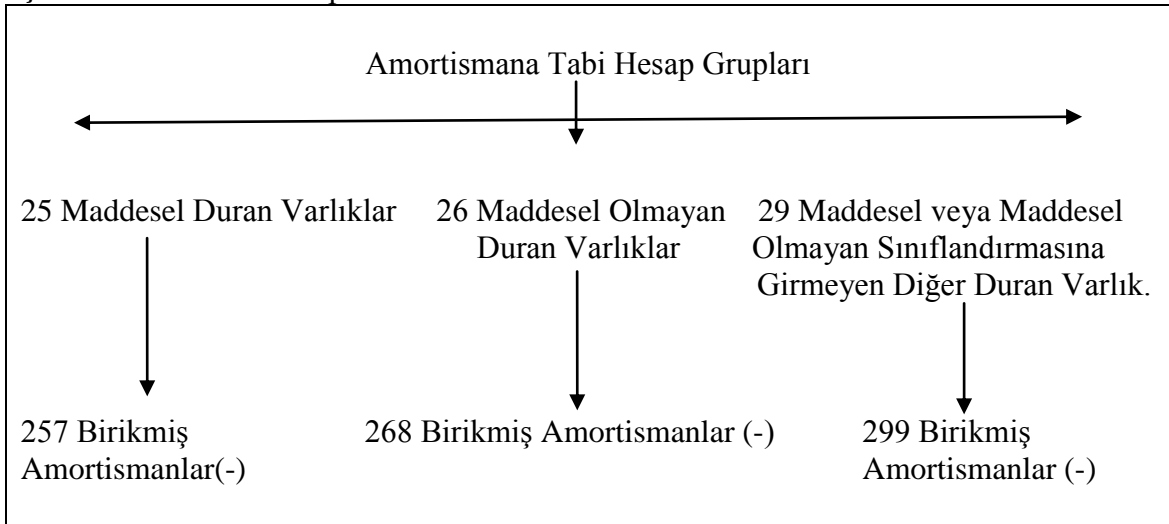 Amortismana Tabi Hesap Grupları
25 Maddesel Duran Varlıklar
26 Maddesel Olmayan
Duran Varlıklar
29 Maddesel veya Maddesel
Olmayan Sınıflandırmasına
Girmeyen Diğer Duran Varlık.
257 Birikmiş
Amortismanlar(-)
268 Birikmiş Amortismanlar (-)
299 Birikmiş
Amortismanlar (-)